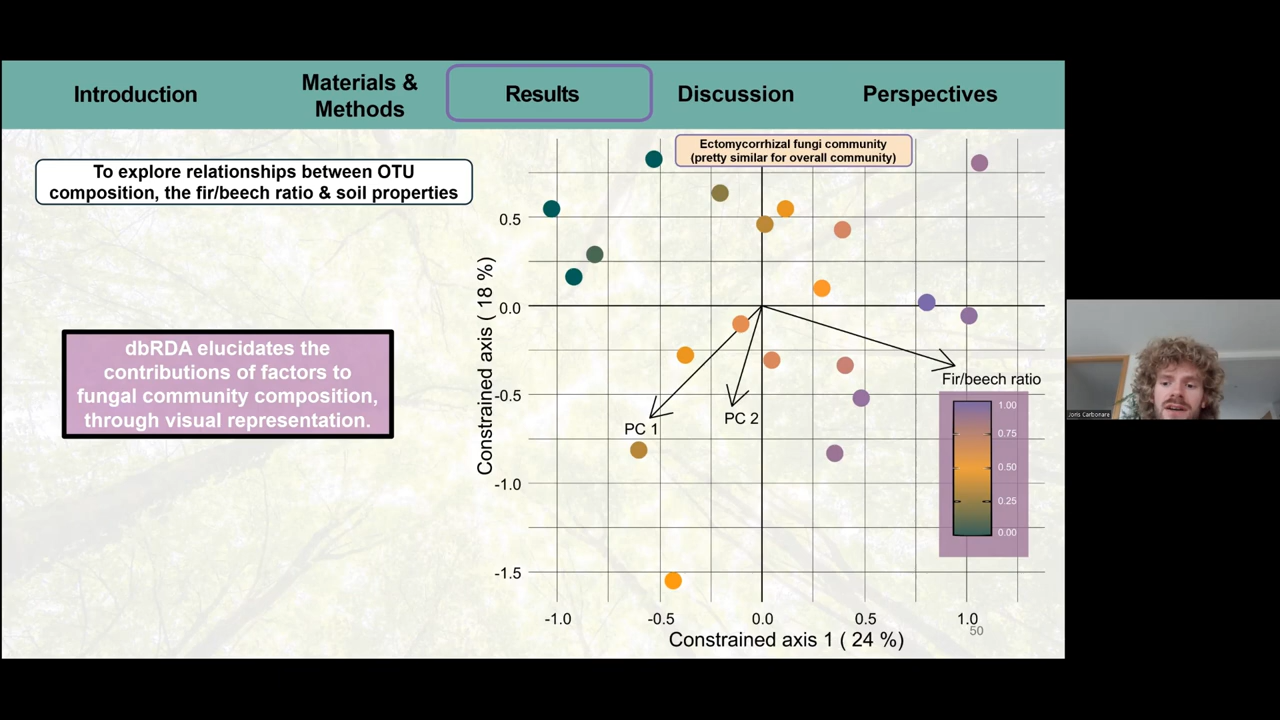 Introduction
Materials &
Methods
Results
Discussion
Perspectives
To explore relationships between OTU
composition, the fir/beech ratio & soil properties
dbRDA elucidates the
contributions of factors to
fungal community composition,
through visual representation.
Ectomycorrhizal fungi community
(pretty similar for overall community)
Constrained axis ( 18 %)
0.5
0.0
-0.5
-1.0
-1.5
PC 1
PC 2
Fir/beech ratio
1.00
0.75
0.50
0.25
0.00
-1.0
-0.5
0.0
0.5
1.0
Constrained axis 1 ( 24 %)
50
Joris Carbonare